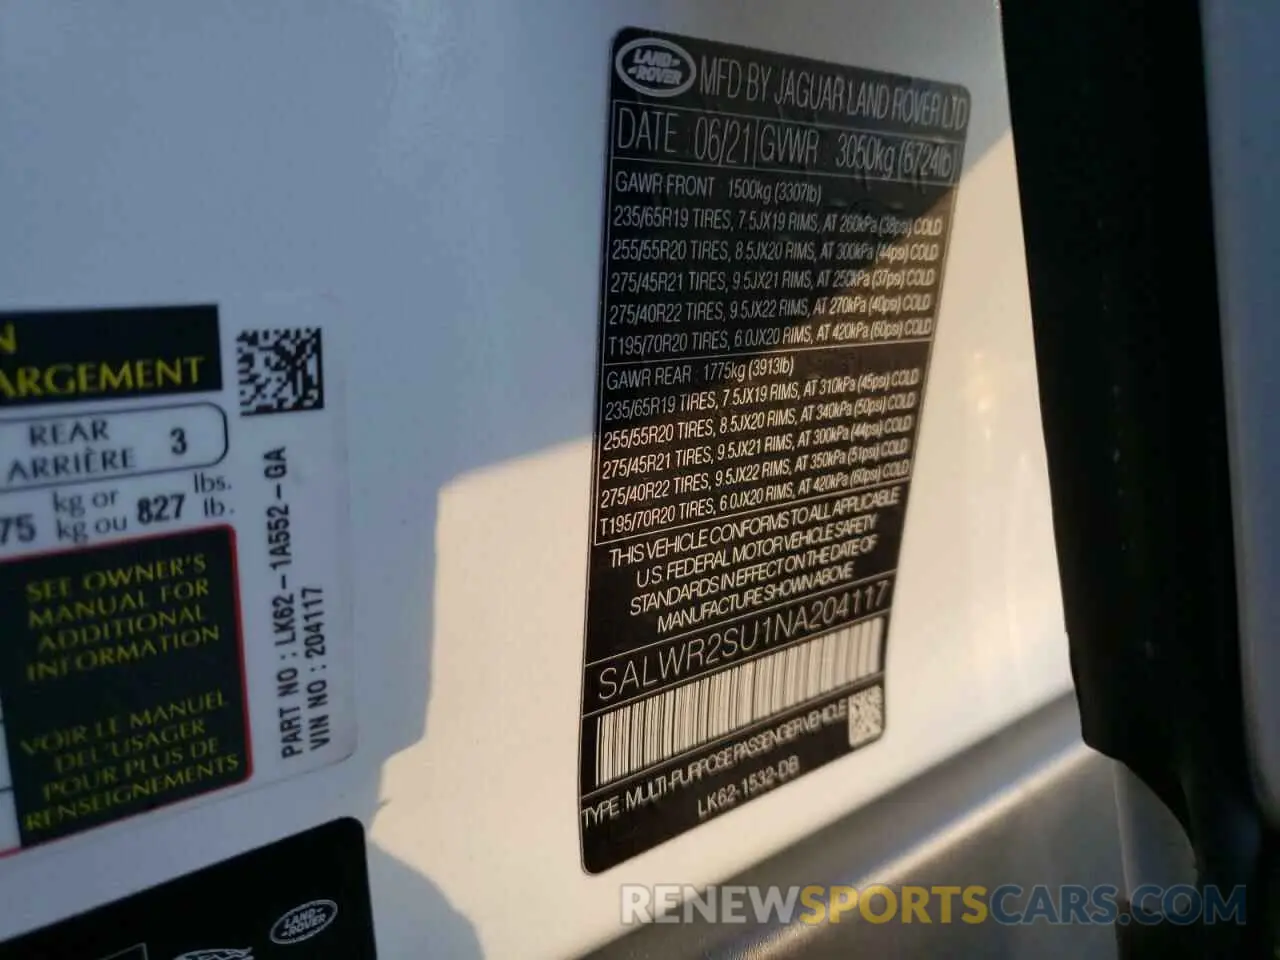 LAND ROVER
MFD BY JAGUAR LAND ROVER LTD
DATE 06/21 GVWR 3050kg (6724lb)
GAWR FRONT 1500kg (3307lb)
235/65R19 TIRES, 7.5JX19 RIMS, AT 260kPa (38psi) COLD
255/55R20 TIRES, 8.5JX20 RIMS, AT 300kPa (44psi) COLD
275/45R21 TIRES, 9.5JX21 RIMS, AT 250kPa (37psi) COLD
275/40R22 TIRES, 9.5JX22 RIMS, AT 270kPa (40psi) COLD
T195/70R20 TIRES, 6.0JX20 RIMS, AT 420kPa (60psi) COLD
GAWR REAR 1775kg (3913lb)
235/65R19 TIRES, 7.5JX19 RIMS, AT 310kPa (45psi) COLD
255/55R20 TIRES, 8.5JX20 RIMS, AT 340kPa (50psi) COLD
275/45R21 TIRES, 9.5JX21 RIMS, AT 300kPa (44psi) COLD
275/40R22 TIRES, 9.5JX22 RIMS, AT 350kPa (51psi) COLD
T195/70R20 TIRES, 6.0JX20 RIMS, AT 420kPa (60psi) COLD
THIS VEHICLE CONFORMS TO ALL APPLICABLE
U.S. FEDERAL MOTOR VEHICLE SAFETY
STANDARDS IN EFFECT ON THE DATE OF
MANUFACTURE SHOWN ABOVE
SALWR2SU1NA204117
TYPE: MULTI-PURPOSE PASSENGER VEHICLE
LK62-1532-DB
N
ARGEMENT
REAR
ARRIÈRE 3
75 kg or 827 lbs.
kg ou lb.
SEE OWNER'S
MANUAL FOR
ADDITIONAL
INFORMATION
VOIR LE MANUEL
DEL'USAGER
POUR PLUS DE
RENSEIGNEMENTS
PART NO : LK62-1A552-GA
VIN NO : 204117
LAND ROVER
RENEWSPORTSCARS.COM